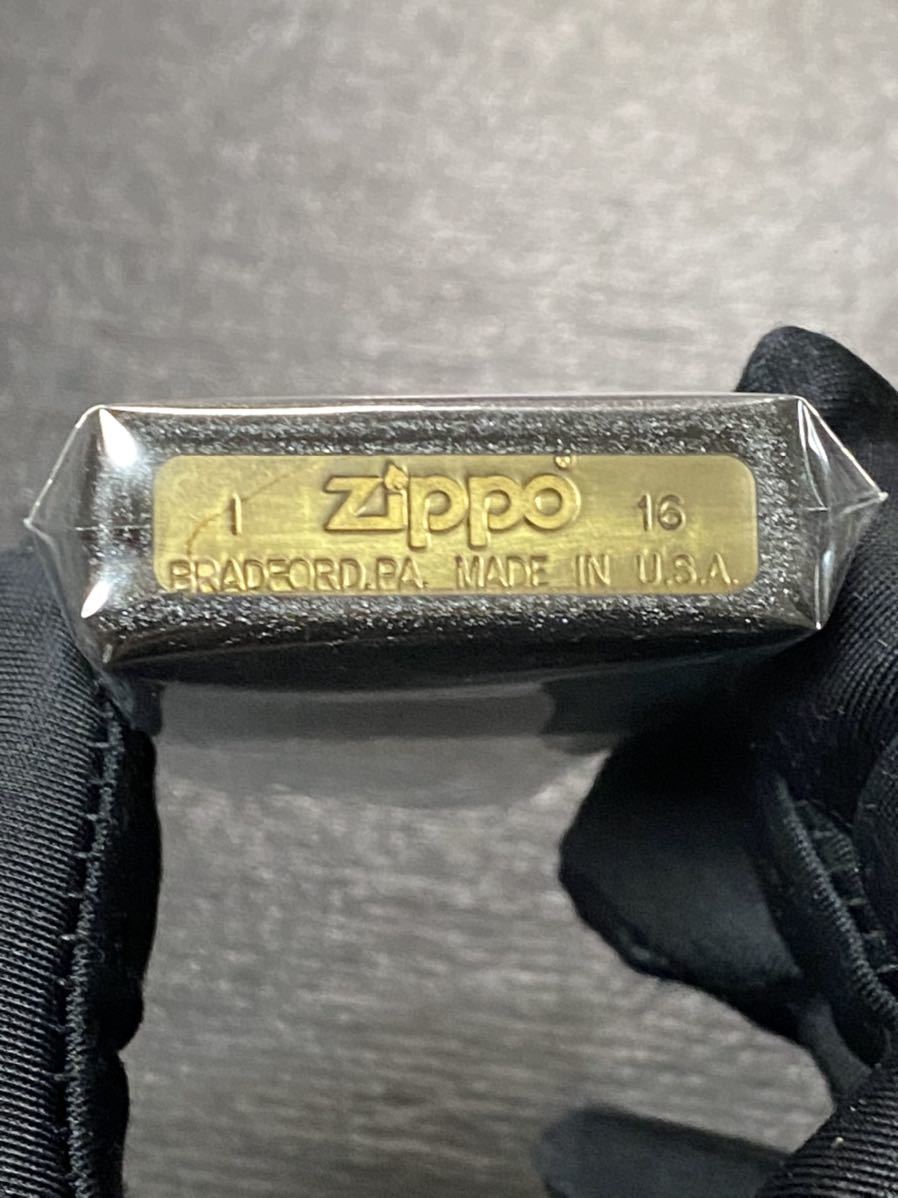 I Zippo® 16
BRADFORD,PA. MADE IN U.S.A.